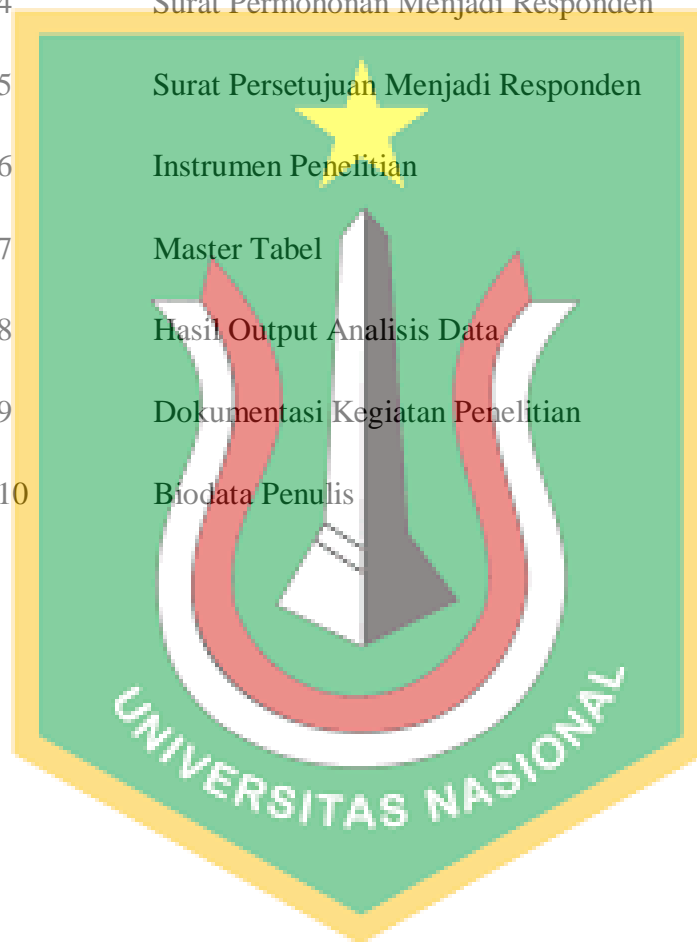 4 Surat Permohonan Menjadi Responden
5 Surat Persetujuan Menjadi Responden
6 Instrumen Penelitian
7 Master Tabel
8 Hasil Output Analisis Data
9 Dokumentasi Kegiatan Penelitian
10 Biodata Penulis
UNIVERSITAS NASIONAL